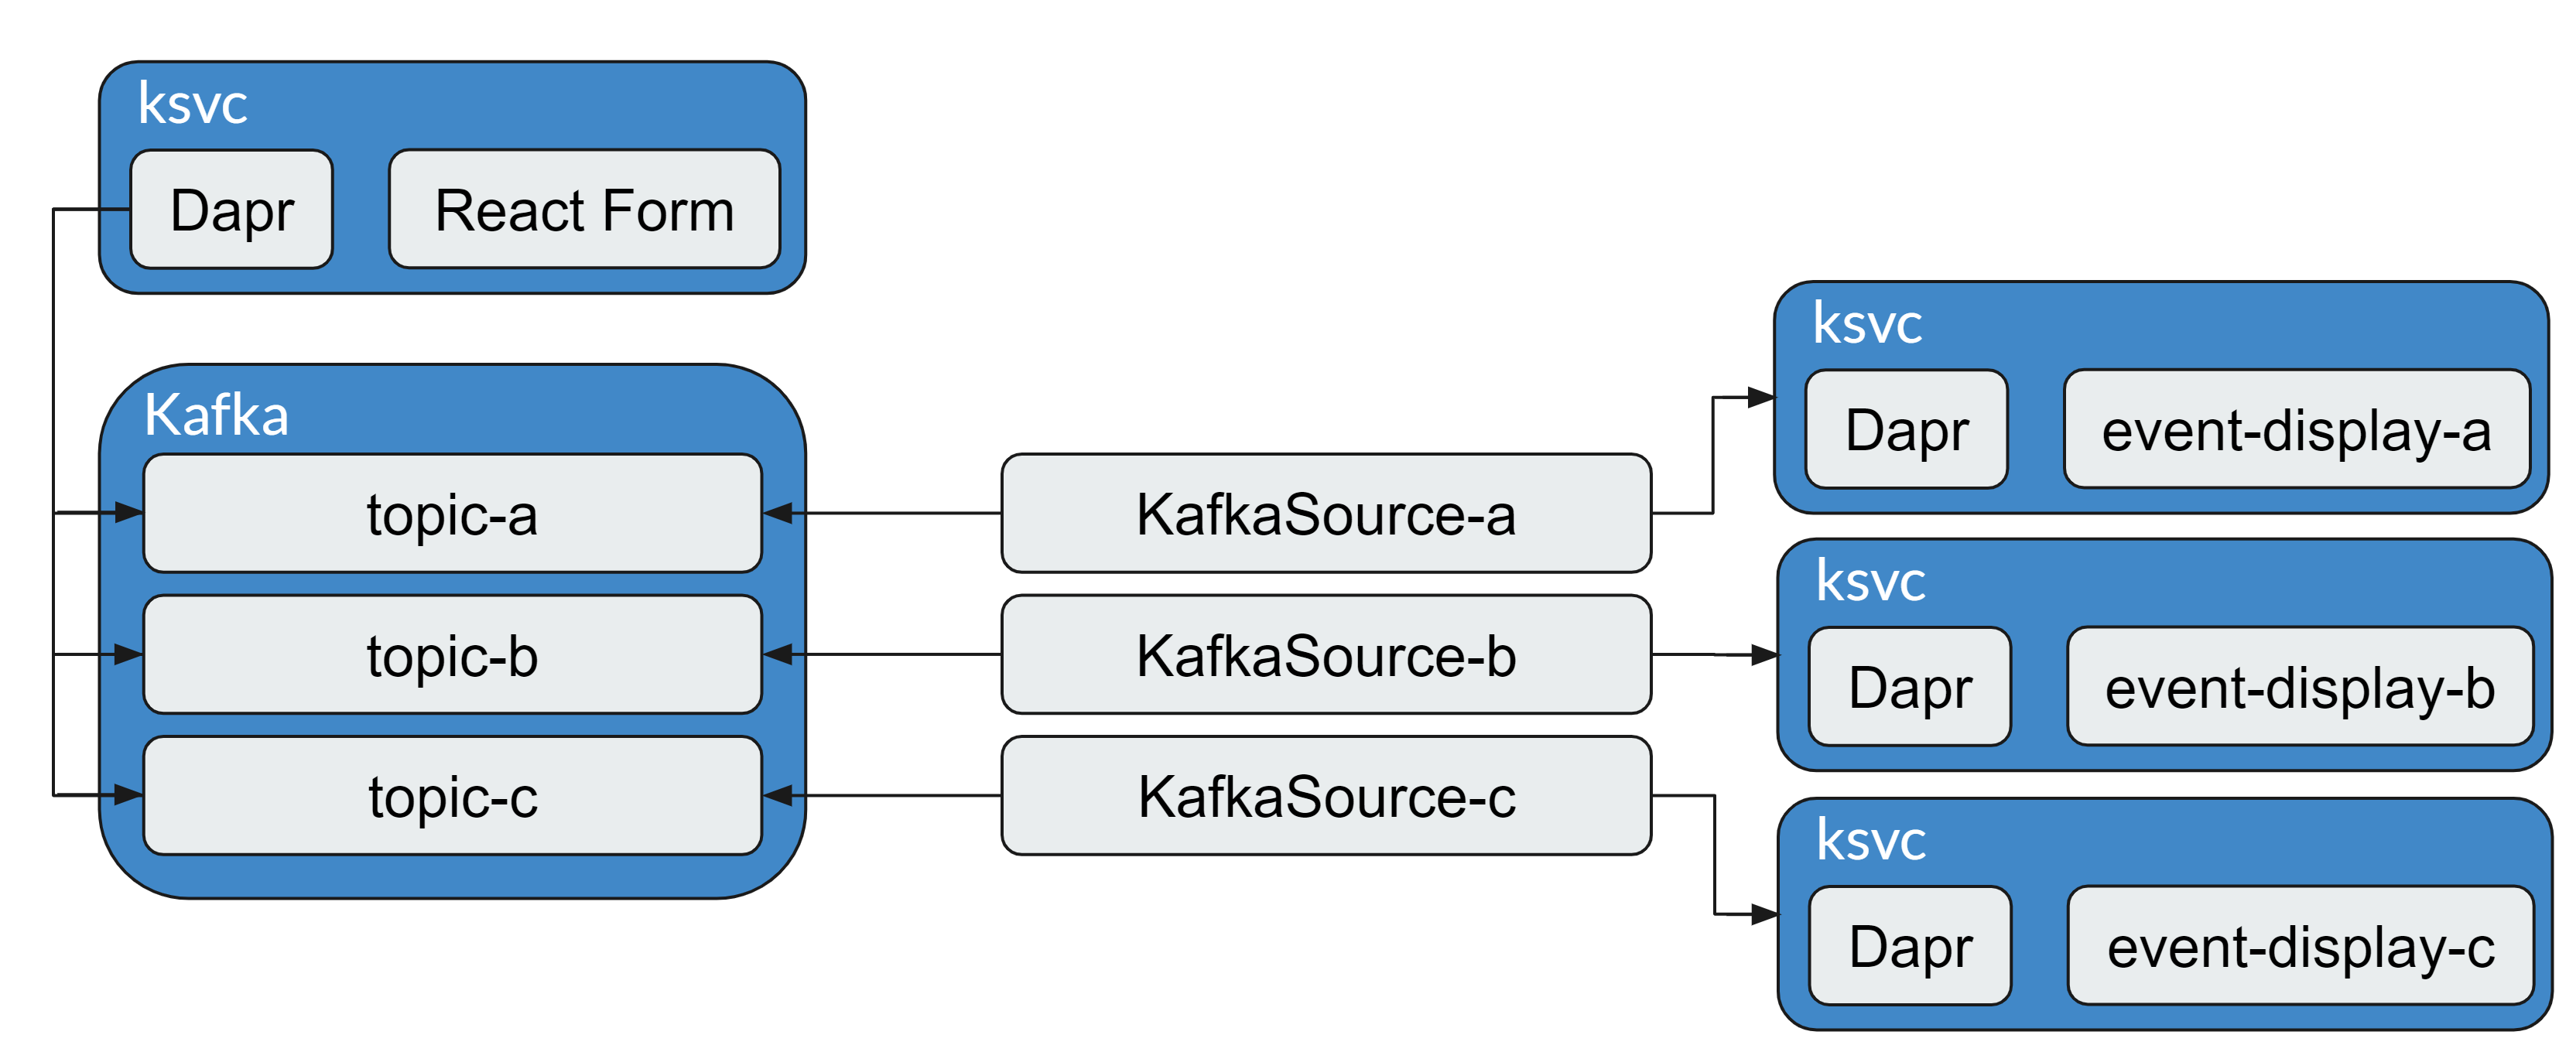 ksvc
Dapr
React Form
Kafka
topic-a
topic-b
topic-c
KafkaSource-a
KafkaSource-b
KafkaSource-c
ksvc
Dapr
event-display-a
ksvc
Dapr
event-display-b
ksvc
Dapr
event-display-c